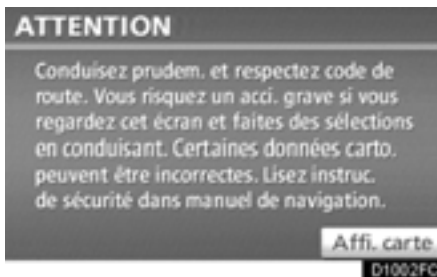 ATTENTION
Conduisez prudem. et respectez code de
route. Vous risquez un acci. grave si vous
regardez cet écran et faites des sélections
en conduisant. Certaines données carto.
peuvent être incorrectes. Lisez instruc.
de sécurité dans manuel de navigation.
Affi. carte
D1002FC